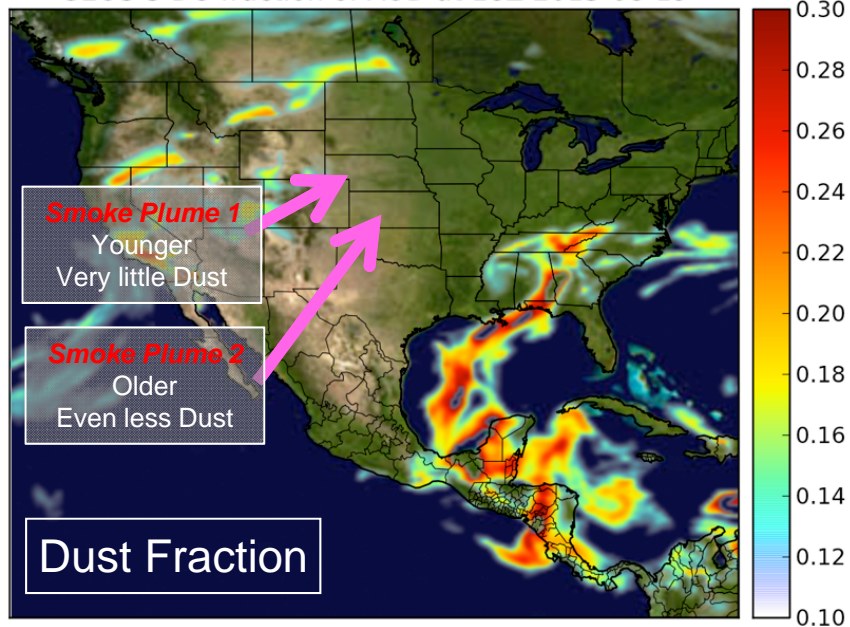 0.30
0.28
0.26
0.24
Smoke Plume 1
Younger
Very little Dust
0.22
0.20
0.18
Smoke Plume 2
Older
Even less Dust
0.16
0.14
Dust Fraction
0.12
0.10